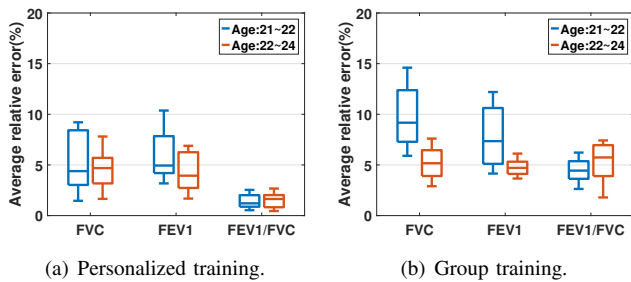 Average relative error(%)
20
15
10
5
0
Age:21~22
Age:22~24
FVC FEV1 FEV1/FVC
(a) Personalized training.
Average relative error(%)
20
15
10
5
0
Age:21~22
Age:22~24
FVC FEV1 FEV1/FVC
(b) Group training.